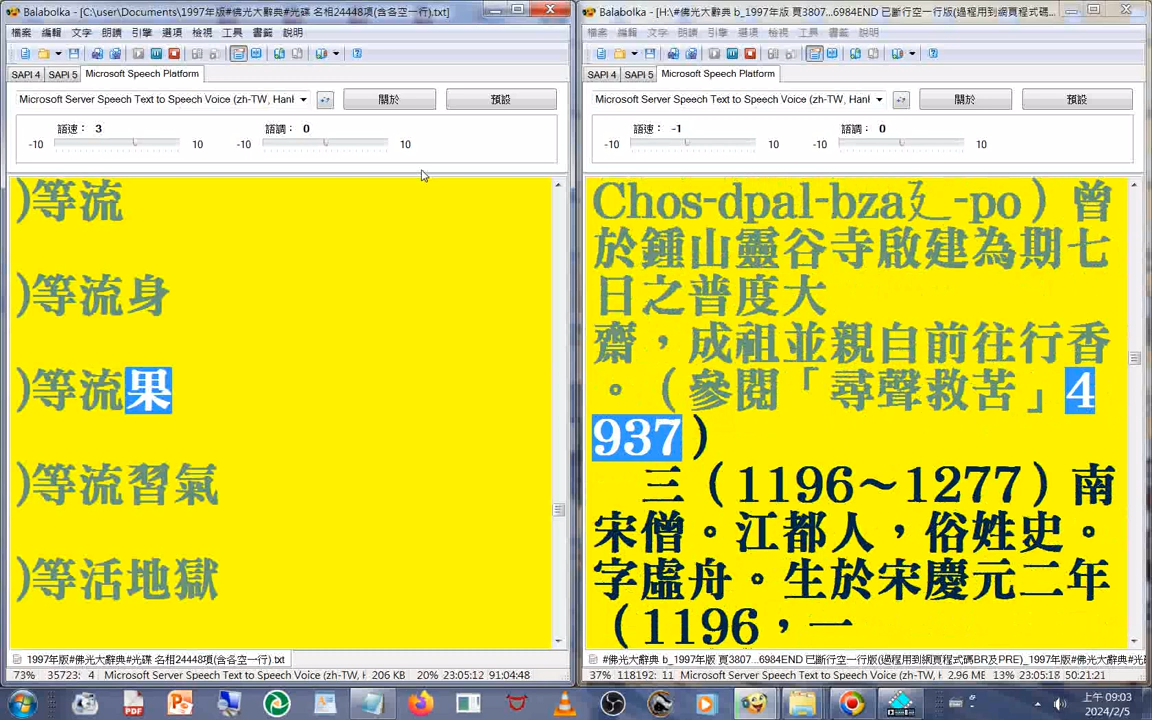 Balabolka - [C:\user\Documents\1997年版#佛光大辭典#光碟 名相24448項(含各空一行).txt]
檔案 編輯 文字 朗讀 引擎 選項 檢視 工具 書籤 說明
SAPI 4 SAPI 5 Microsoft Speech Platform
Microsoft Server Speech Text to Speech Voice (zh-TW, Hanl
關於 預設
語速： 3 語調： 0
-10 10 -10 10
)等流
)等流身
)等流果
)等流習氣
)等活地獄
1997年版#佛光大辭典#光碟 名相24448項(含各空一行).txt
73% 35723: 4 Microsoft Server Speech Text to Speech Voice (zh-TW, H 206 KB 20% 23:05:12 91:04:48
Balabolka - [H:\#佛光大辭典 b_1997年版 頁3807...6984END 已斷行空一行版(過程用到網頁程式碼...
檔案 編輯 文字 朗讀 引擎 選項 檢視 工具 書籤 說明
SAPI 4 SAPI 5 Microsoft Speech Platform
Microsoft Server Speech Text to Speech Voice (zh-TW, Hanl
關於 預設
語速： -1 語調： 0
-10 10 -10 10
Chos-dpal-bza廴-po）曾
於鍾山靈谷寺啟建為期七
日之普度大
齋，成祖並親自前往行香
。（參閱「尋聲救苦」4
937）
三（1196～1277）南
宋僧。江都人，俗姓史。
字虛舟。生於宋慶元二年
（1196，一
#佛光大辭典 b_1997年版 頁3807...6984END 已斷行空一行版(過程用到網頁程式碼BR及PRE)_1997年版#佛光
37% 118192: 11 Microsoft Server Speech Text to Speech Voice (zh-TW, H 2.96 MB 13% 05:05:18 50:21:21
上午 09:03
2024/2/5